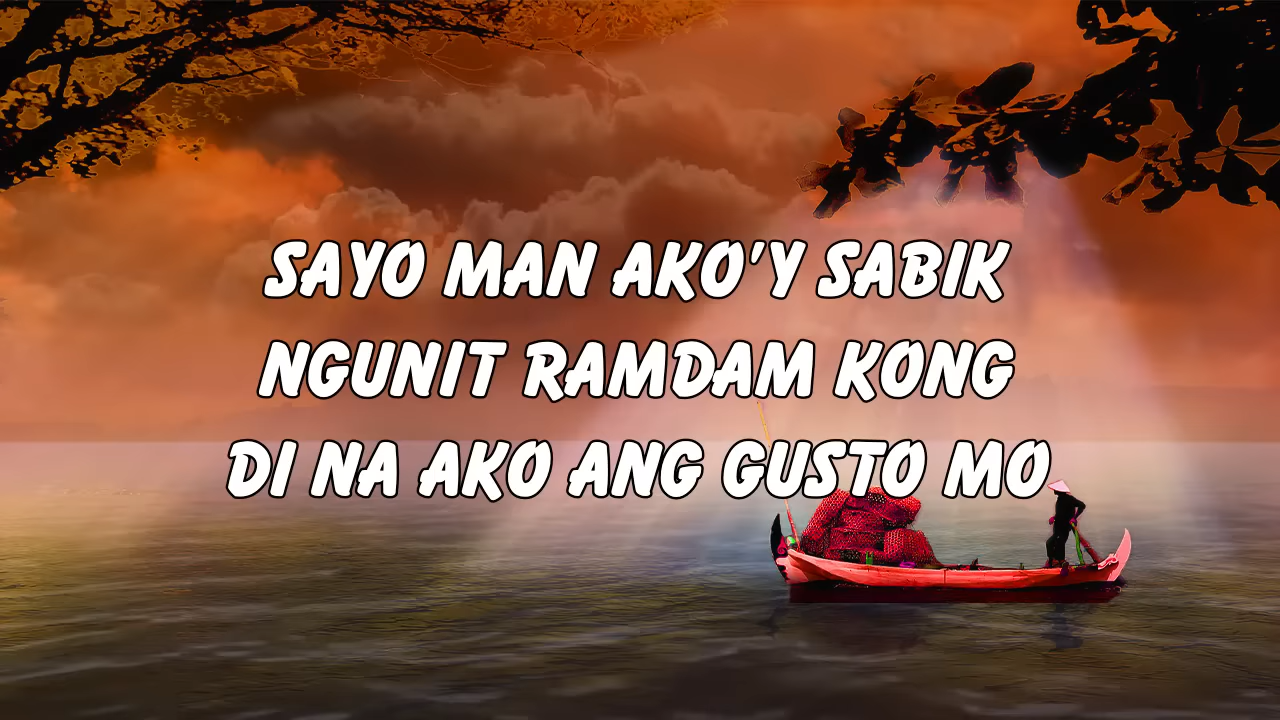 SAYO MAN AKO'Y SABIK
NGUNIT RAMDAM KONG
DI NA AKO ANG GUSTO MO